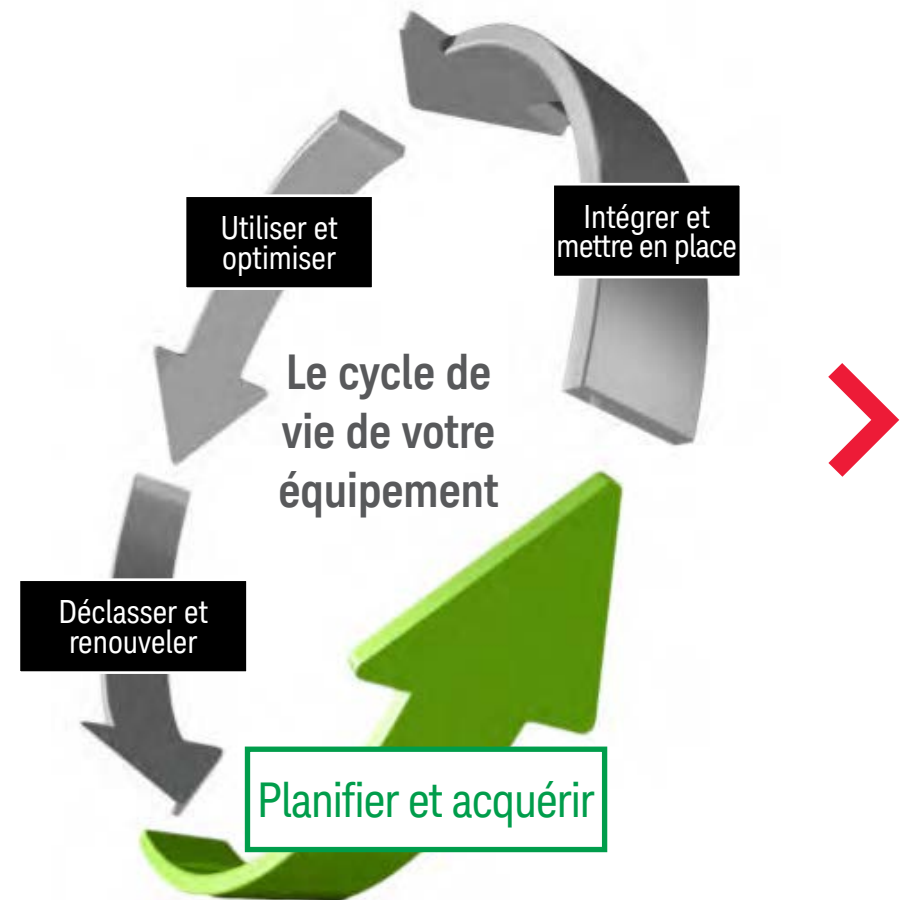 Utiliser et
optimiser
Intégrer et
mettre en place
Le cycle de
vie de votre
équipement
Déclasser et
renouveler
Planifier et acquérir